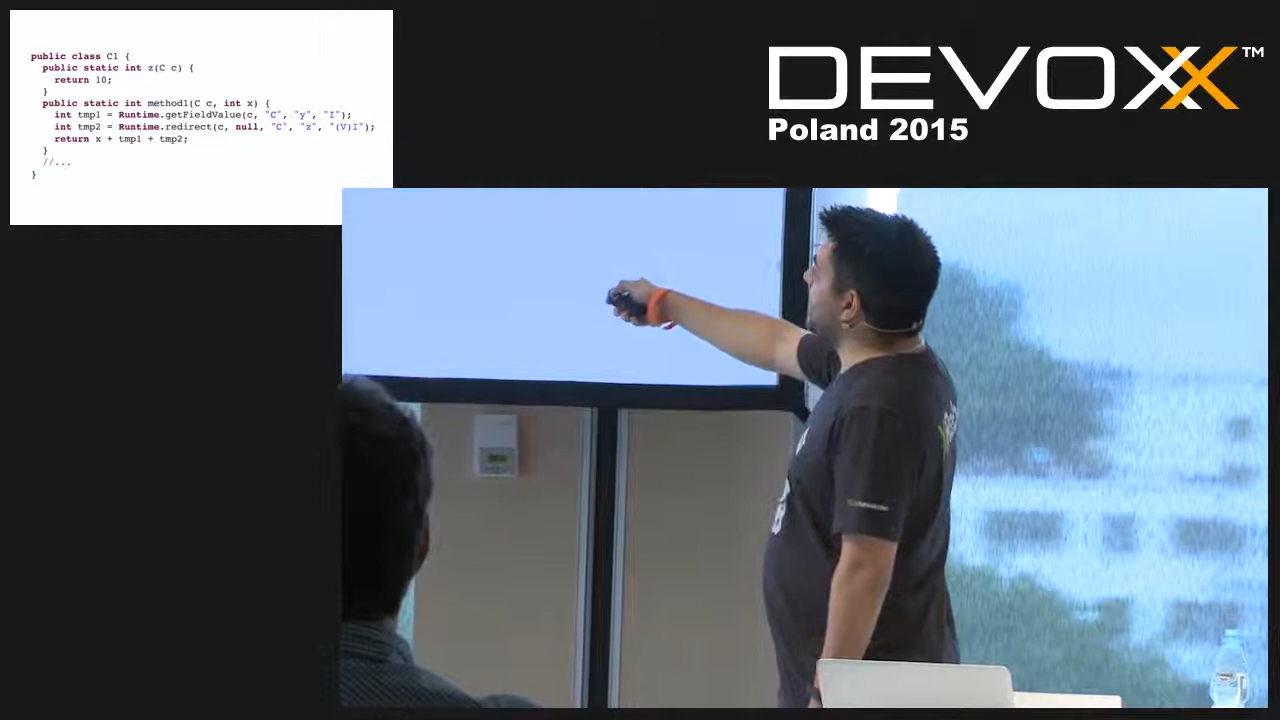 public class C1 {
public static int z(C c) {
return 10;
}
public static int method1(C c, int x) {
int tmp1 = Runtime.getFieldValue(c, "C", "y", "I");
int tmp2 = Runtime.redirect(c, null, "C", "z", "(V)I");
return x + tmp1 + tmp2;
}
//...
}
DEVOXX™
Poland 2015